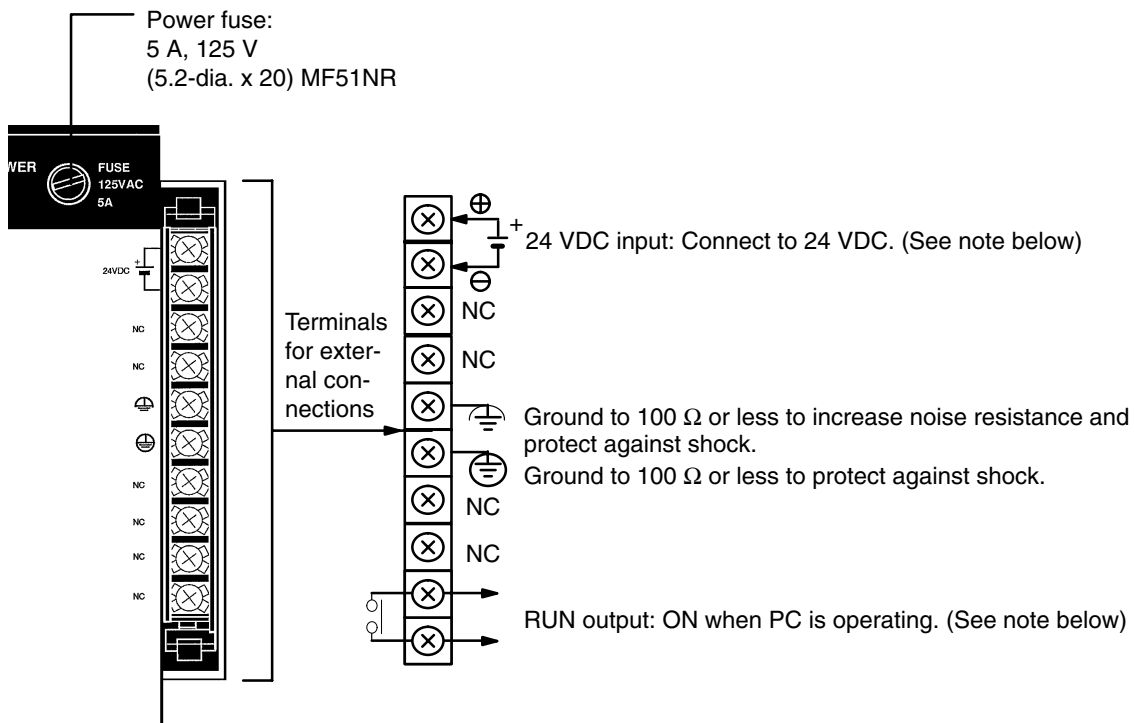 Power fuse:
5 A, 125 V
(5.2-dia. x 20) MF51NR
WER
FUSE
125VAC
5A
24VDC
+
NC
NC
NC
NC
NC
NC
Terminals
for exter-
nal con-
nections
+
24 VDC input: Connect to 24 VDC. (See note below)
NC
NC
Ground to 100 Ω or less to increase noise resistance and
protect against shock.
Ground to 100 Ω or less to protect against shock.
NC
NC
RUN output: ON when PC is operating. (See note below)